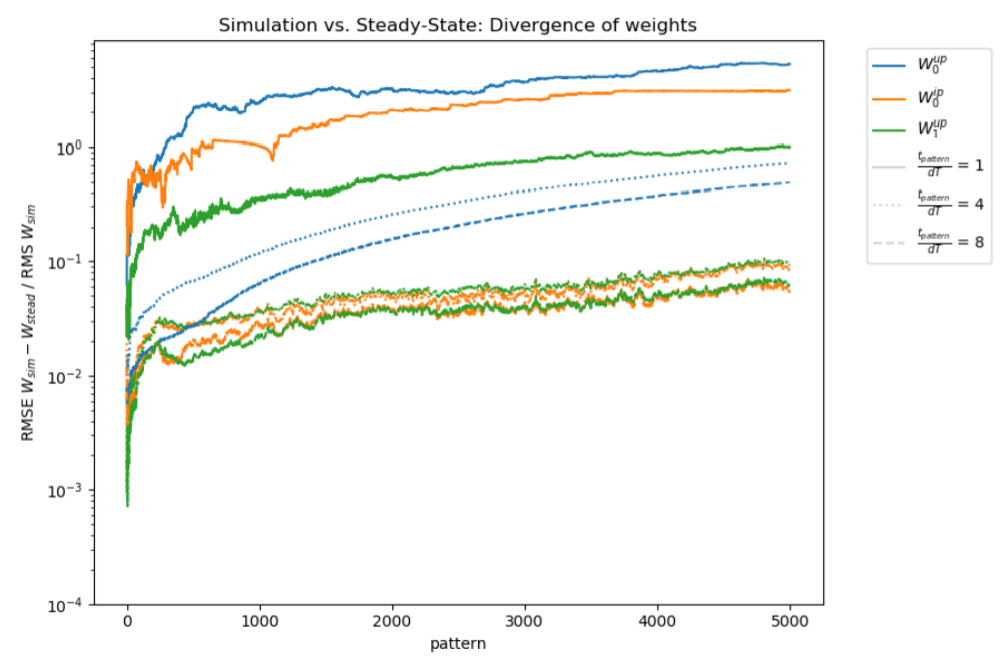 Simulation vs. Steady-State: Divergence of weights
RMSE W_sim − W_stead / RMS W_sim
10^0
10^-1
10^-2
10^-3
10^-4
0 1000 2000 3000 4000 5000
pattern
W_0^up
W_0^ip
W_1^up
t_pattern/dT = 1
t_pattern/dT = 4
t_pattern/dT = 8